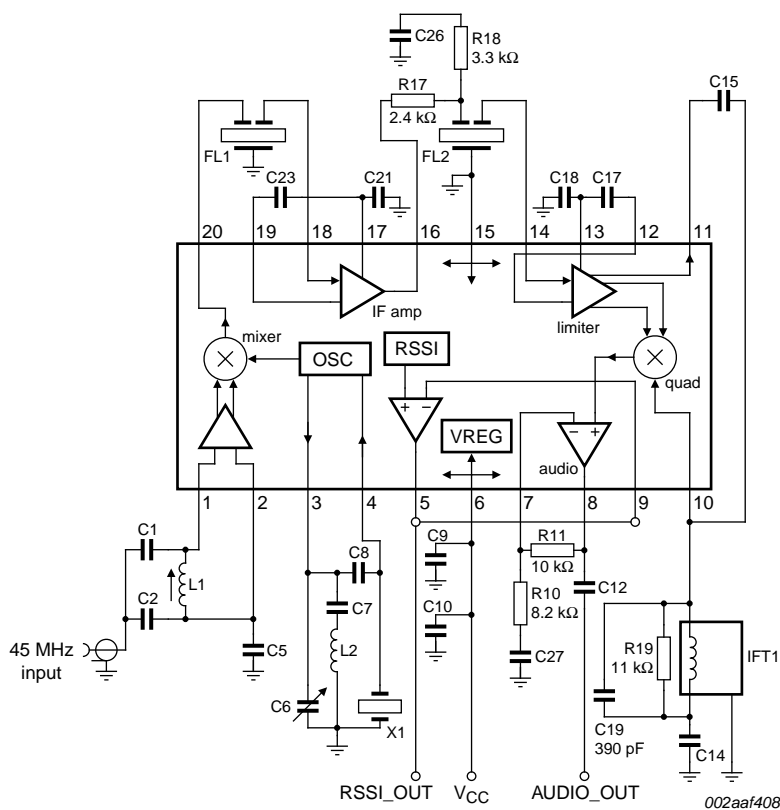 C26
R18
3.3 kΩ
R17
2.4 kΩ
C15
FL1
FL2
C23
C21
C18
C17
20
19
18
17
16
15
14
13
12
11
IF amp
limiter
mixer
OSC
RSSI
quad
+ −
VREG
− +
audio
1
2
3
4
5
6
7
8
9
10
C1
L1
C2
45 MHz
input
C5
C8
C7
L2
C6
X1
C9
C10
R11
10 kΩ
R10
8.2 kΩ
C12
C27
R19
11 kΩ
IFT1
C19
390 pF
C14
RSSI_OUT
VCC
AUDIO_OUT
002aaf408